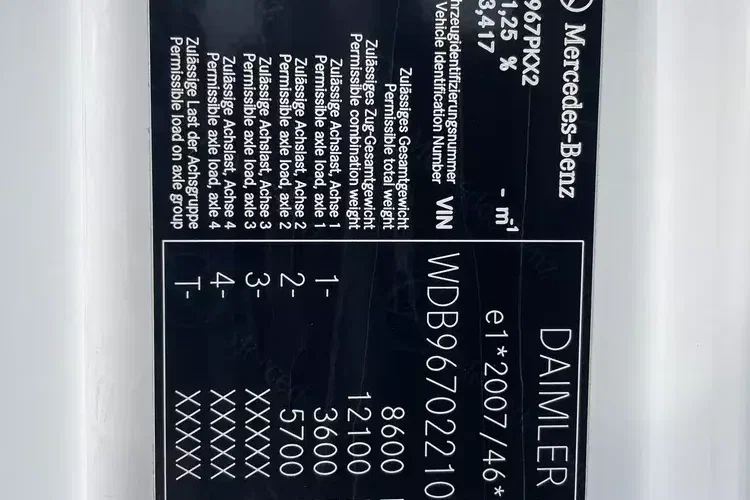 Mercedes-Benz
967PKX2
1,25 %
3,417
- m-1
DAIMLER
e1*2007/46*
hrzeugidentifizierungsnummer
Vehicle Identification Number VIN WDB96702210
Zulässiges Gesamtgewicht
Permissible total weight 8600
Zulässiges Zug-Gesamtgewicht
Permissible combination weight 12100
Zulässige Achslast, Achse 1
Permissible axle load, axle 1 1- 3600
Zulässige Achslast, Achse 2
Permissible axle load, axle 2 2- 5700
Zulässige Achslast, Achse 3
Permissible axle load, axle 3 3- XXXXX
Zulässige Achslast, Achse 4
Permissible axle load, axle 4 4- XXXXX
Zulässige Last der Achsgruppe
Permissible load on axle group T- XXXXX